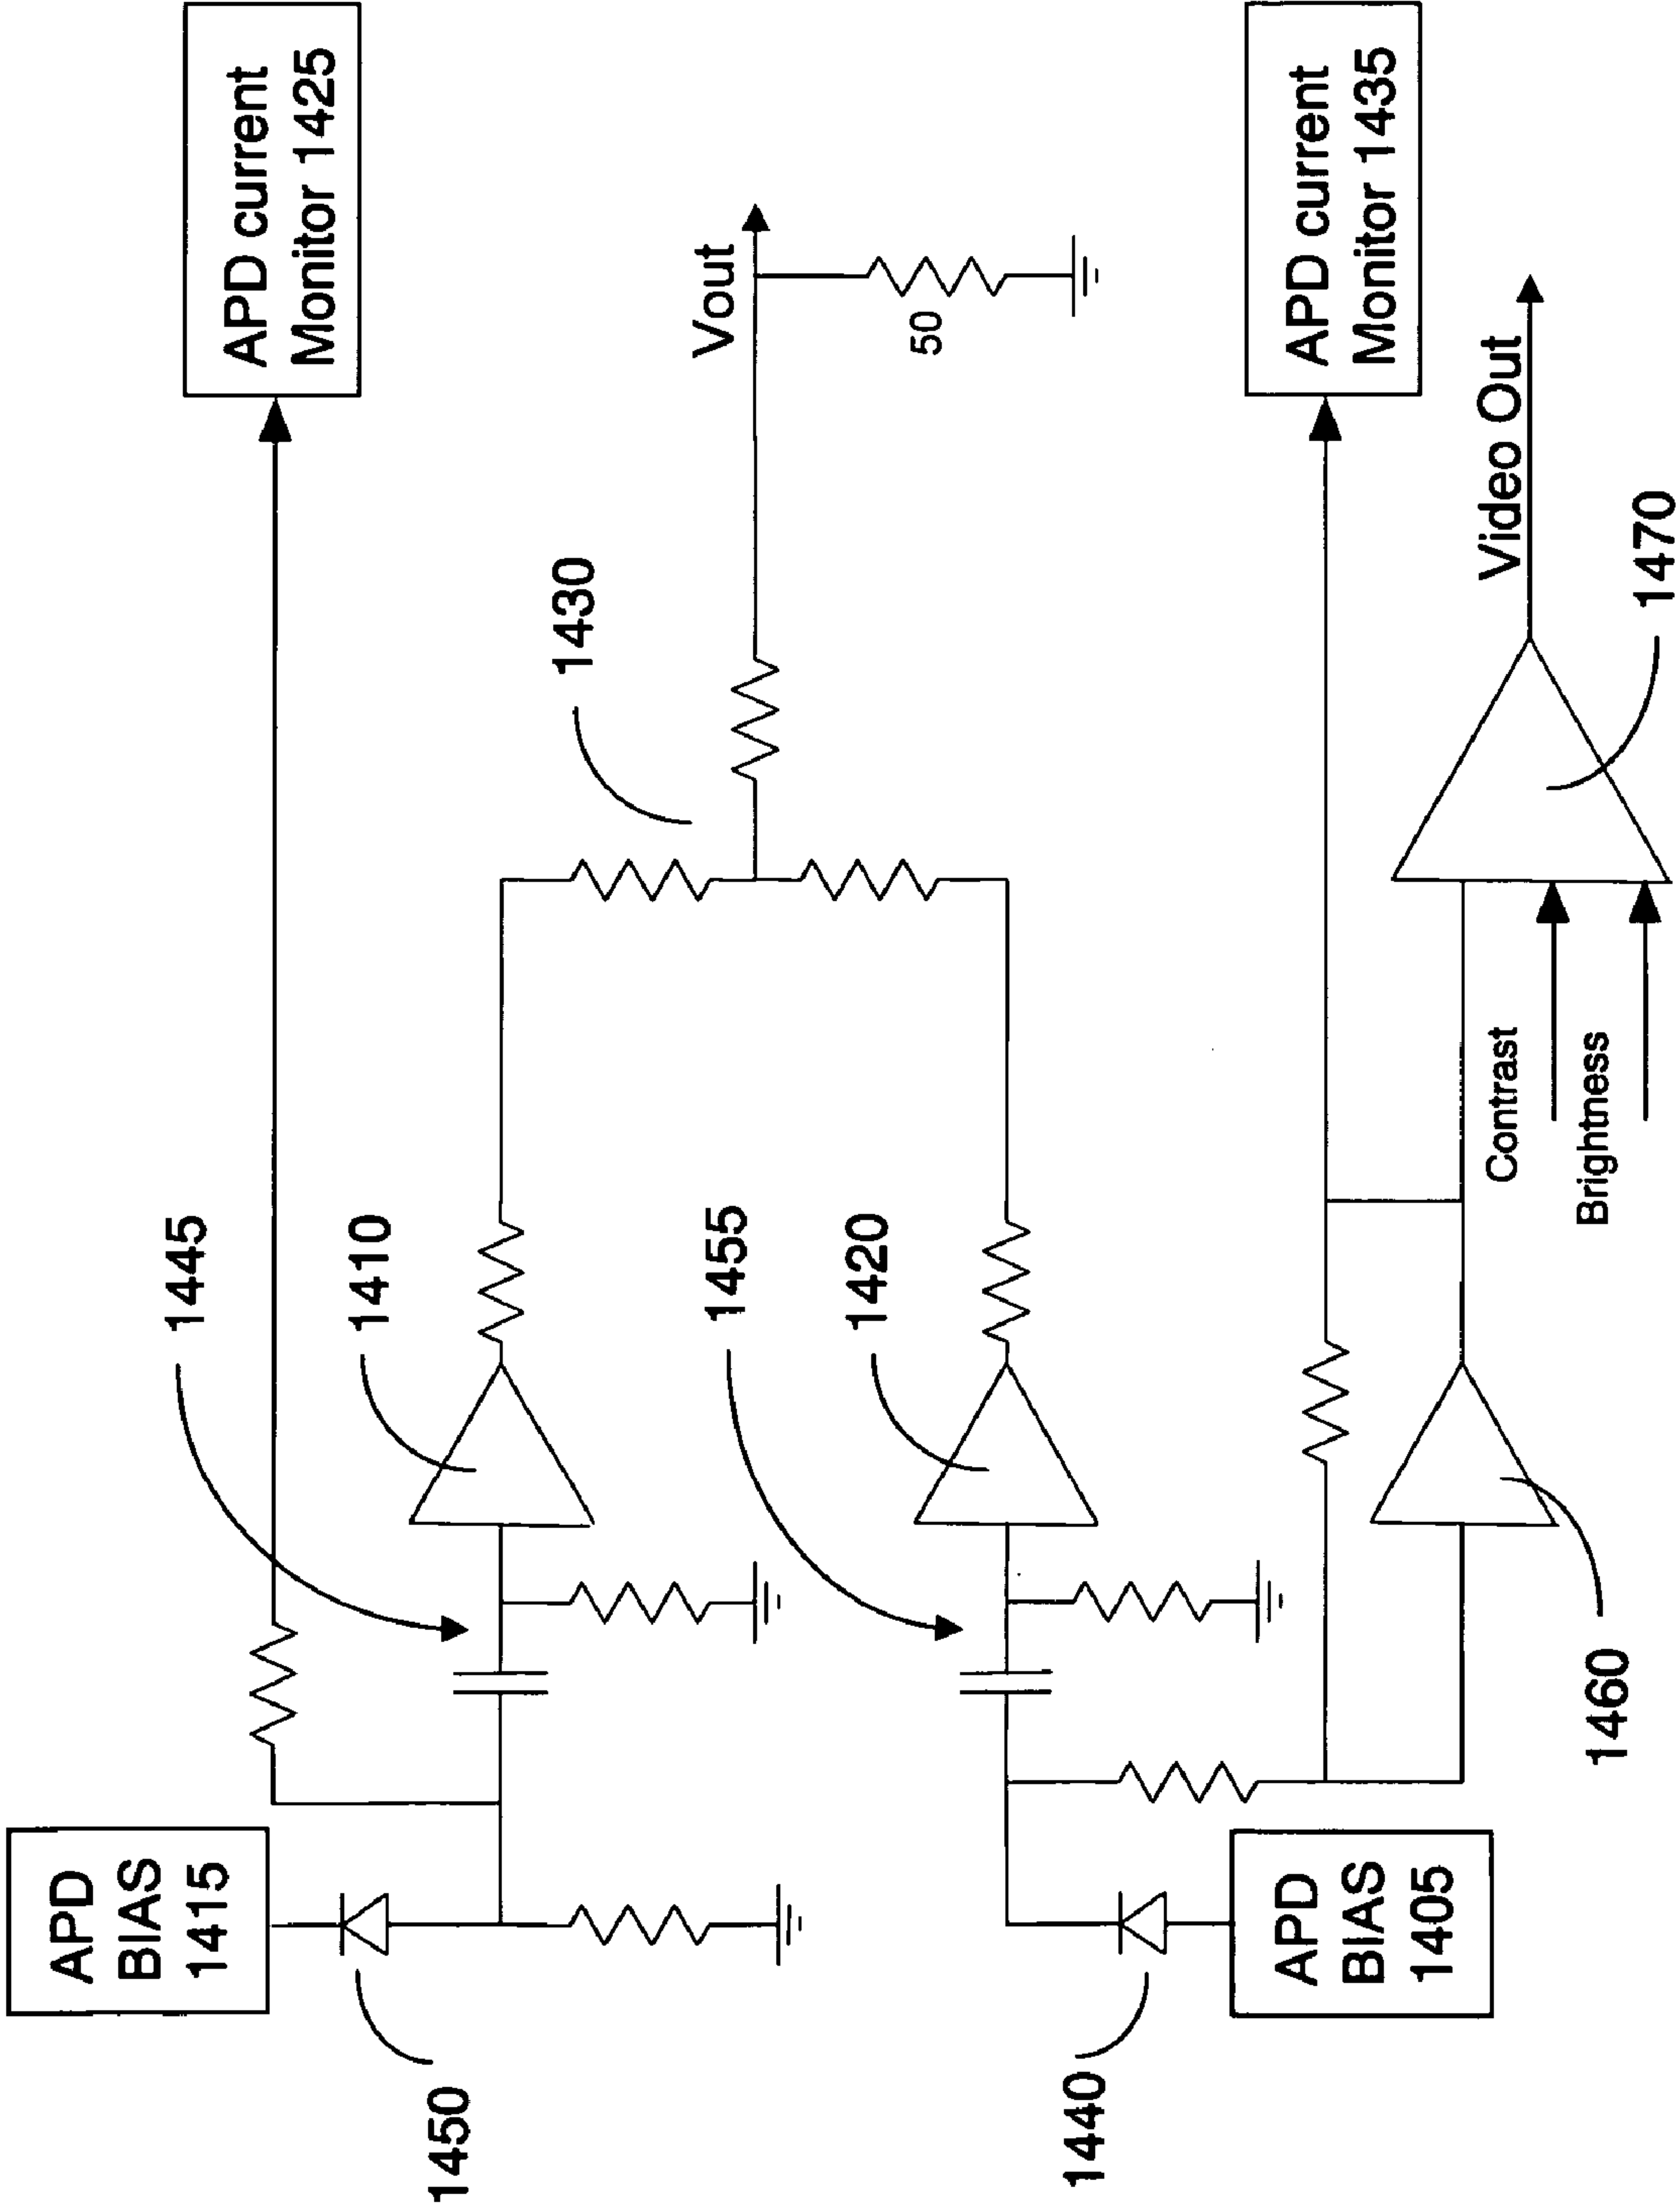 APD
BIAS
1415
APD current
Monitor 1425
1445
1410
1450
1430
Vout
50
1455
1420
1440
APD
BIAS
1405
APD current
Monitor 1435
1460
Contrast
Brightness
Video Out
1470